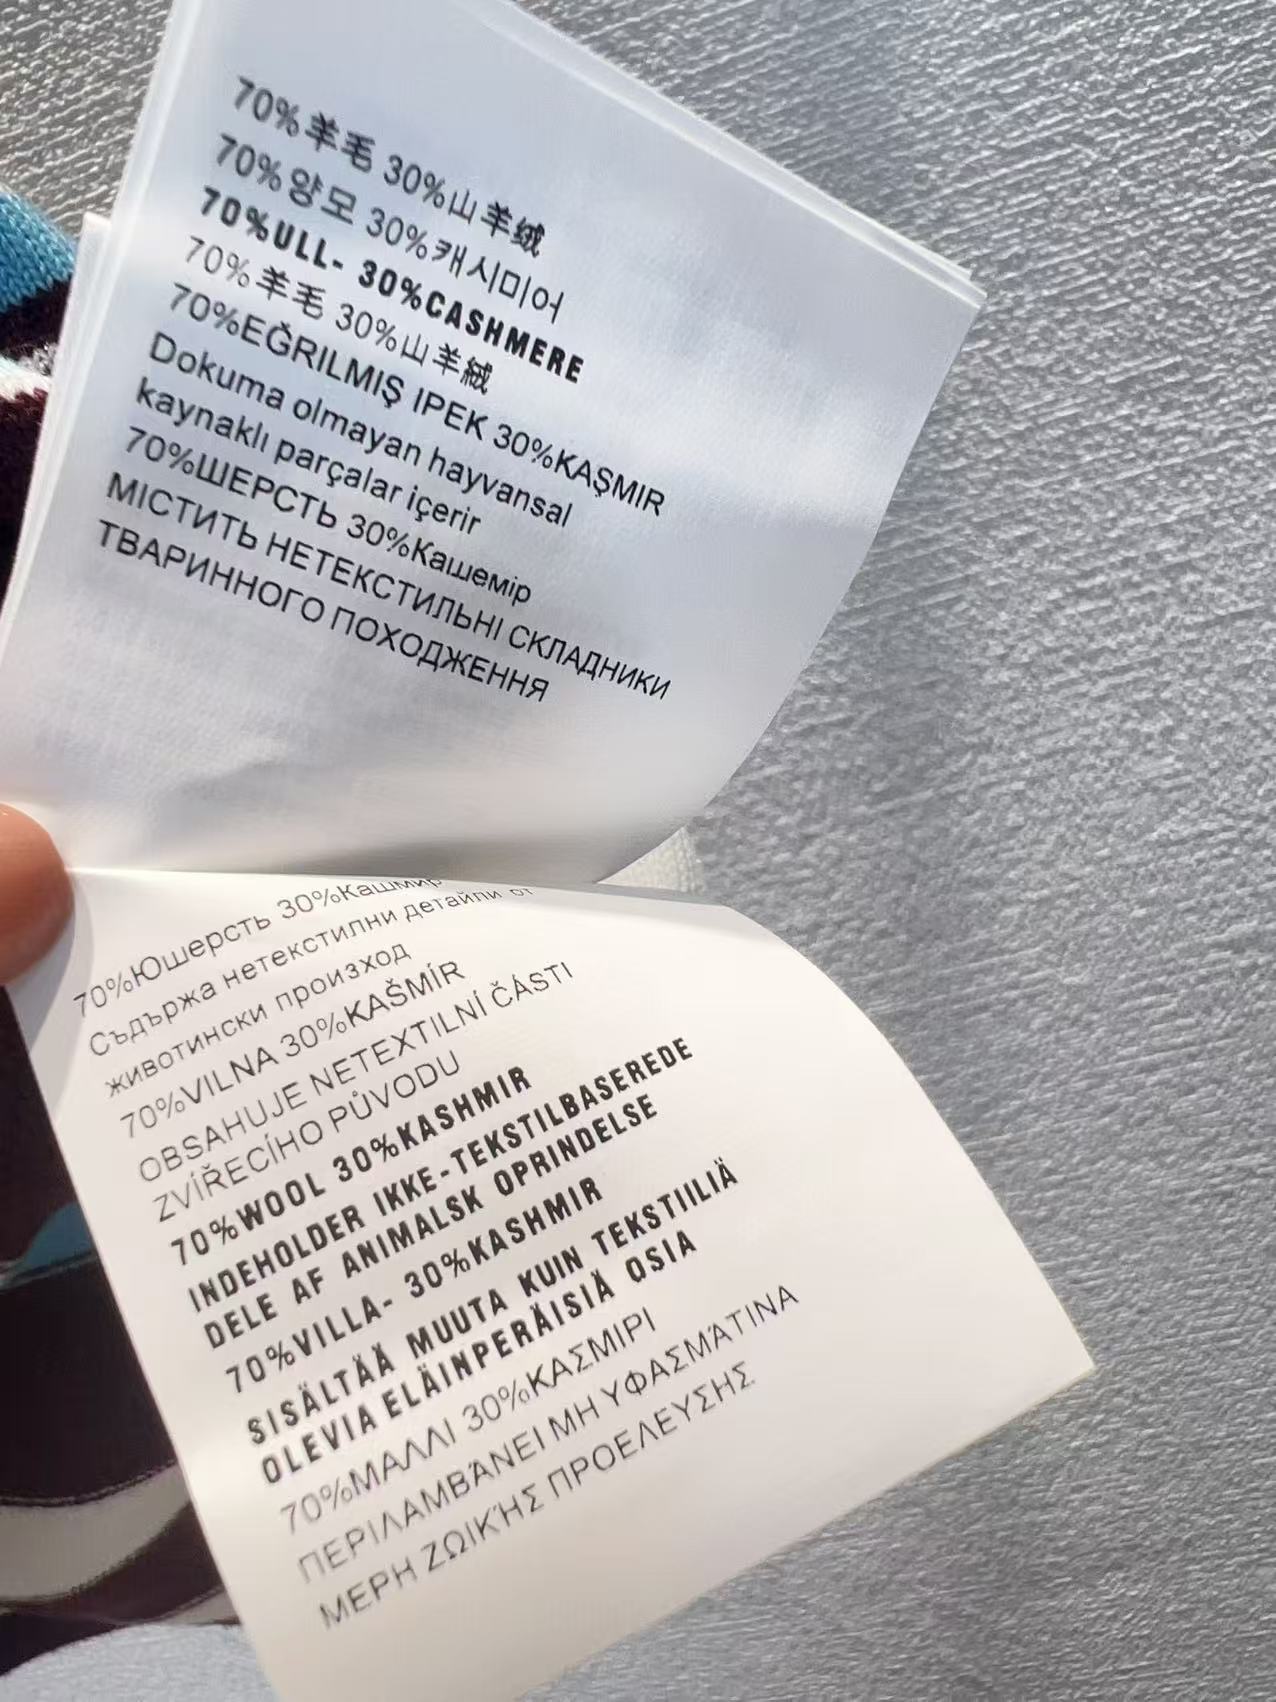 70%羊毛 30%山羊绒
70%양모 30%캐시미어
70%ULL- 30%CASHMERE
70%羊毛 30%山羊絨
70%EĞRILMIŞ IPEK 30%KAŞMIR
Dokuma olmayan hayvansal
kaynaklı parçalar içerir
70%ШЕРСТЬ 30%Кашемір
МІСТИТЬ НЕТЕКСТИЛЬНІ СКЛАДНИКИ
ТВАРИННОГО ПОХОДЖЕННЯ
70%Юшерсть 30%Кашмир
Съдържа нетекстилни детайли от
животински произход
70%VILNA 30%KAŠMÍR
OBSAHUJE NETEXTILNÍ ČÁSTI
ZVÍŘECÍHO PŮVODU
70%WOOL 30%KASHMIR
INDEHOLDER IKKE-TEKSTILBASEREDE
DELE AF ANIMALSK OPRINDELSE
70%VILLA- 30%KASHMIR
SISÄLTÄÄ MUUTA KUIN TEKSTIILIÄ
OLEVIA ELÄINPERÄISIÄ OSIA
70%ΜΑΛΛΙ 30%ΚΑΣΜΙΡΙ
ΠΕΡΙΛΑΜΒΆΝΕΙ ΜΗ ΥΦΑΣΜΆΤΙΝΑ
ΜΕΡΗ ΖΩΙΚΉΣ ΠΡΟΕΛΕΥΣΗΣ